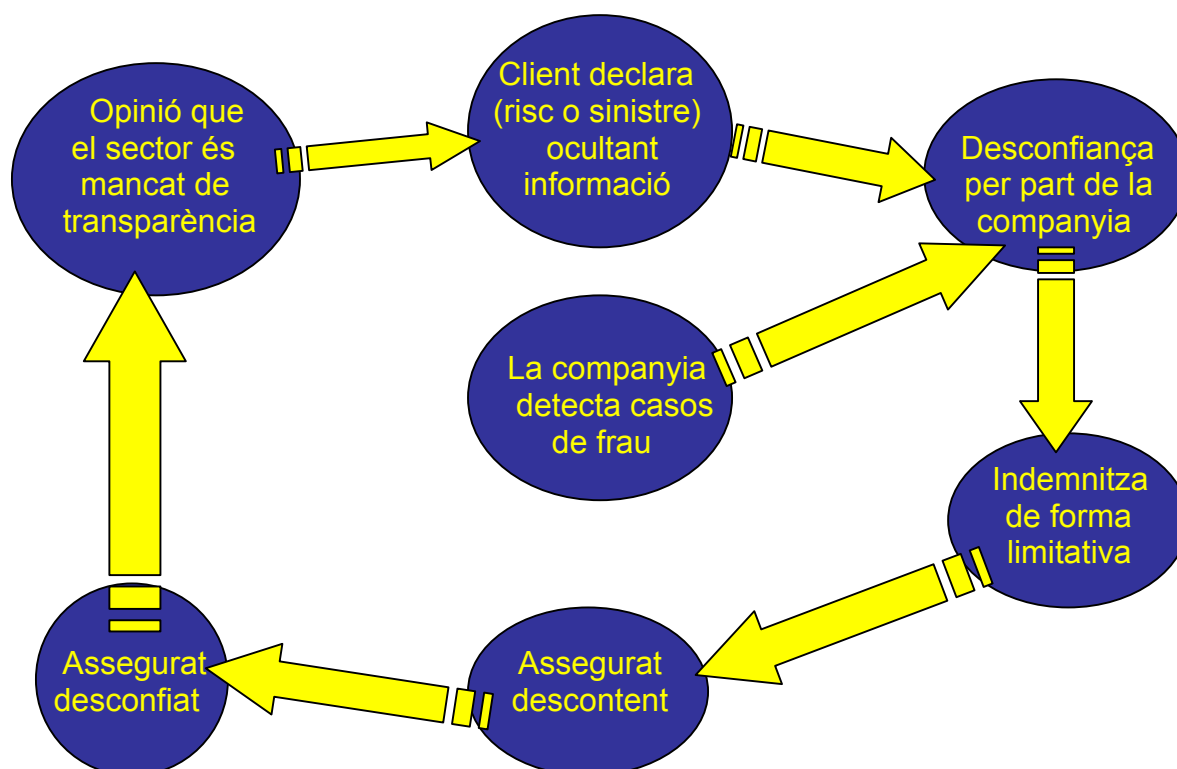 Opinió que
el sector és
mancat de
transparència
Client declara
(risc o sinistre)
ocultant
informació
Desconfiança
per part de la
companyia
La companyia
detecta casos
de frau
Indemnitza
de forma
limitativa
Assegurat
descontent
Assegurat
desconfiat